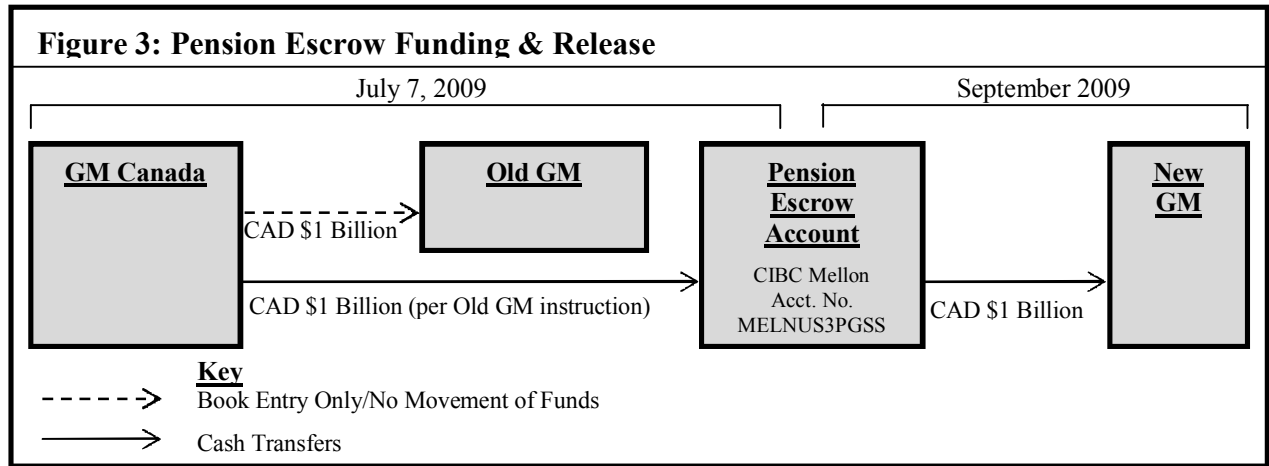 Figure 3: Pension Escrow Funding & Release
July 7, 2009
September 2009
GM Canada
Old GM
Pension
Escrow
Account
CIBC Mellon
Acct. No.
MELNUS3PGSS
New
GM
CAD $1 Billion
CAD $1 Billion (per Old GM instruction)
CAD $1 Billion
Key
Book Entry Only/No Movement of Funds
Cash Transfers